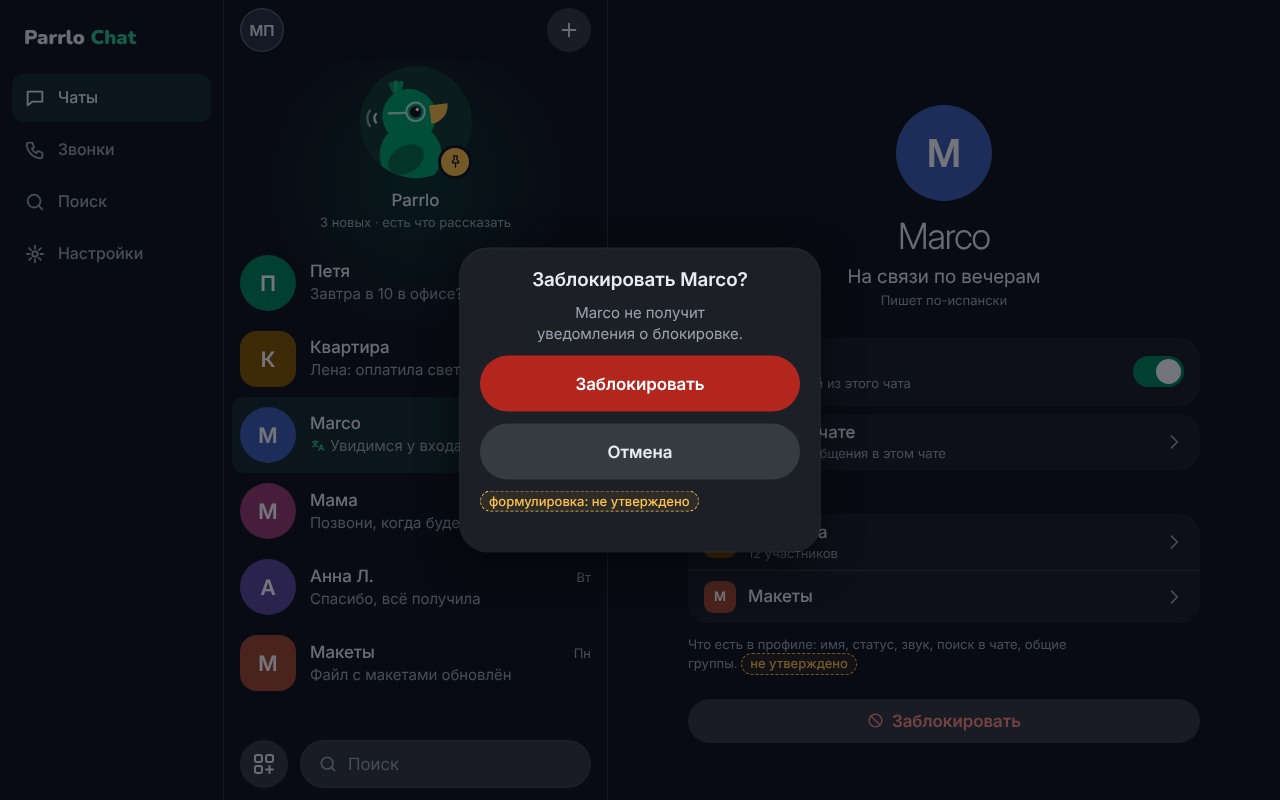 Parrlo Chat
Чаты
Звонки
Поиск
Настройки
МП
Parrlo
3 новых · есть что рассказать
П
Петя
Завтра в 10 в офисе?
К
Квартира
Лена: оплатила свет
М
Marco
Увидимся у входа
М
Мама
Позвони, когда буде
А
Анна Л.
Вт
Спасибо, всё получила
М
Макеты
Пн
Файл с макетами обновлён
Поиск
Заблокировать Marco?
Marco не получит
уведомления о блокировке.
Заблокировать
Отмена
формулировка: не утверждено
M
Marco
На связи по вечерам
Пишет по-испански
из этого чата
чате
бщения в этом чате
а
12 участников
М
Макеты
Что есть в профиле: имя, статус, звук, поиск в чате, общие
группы. не утверждено
Заблокировать